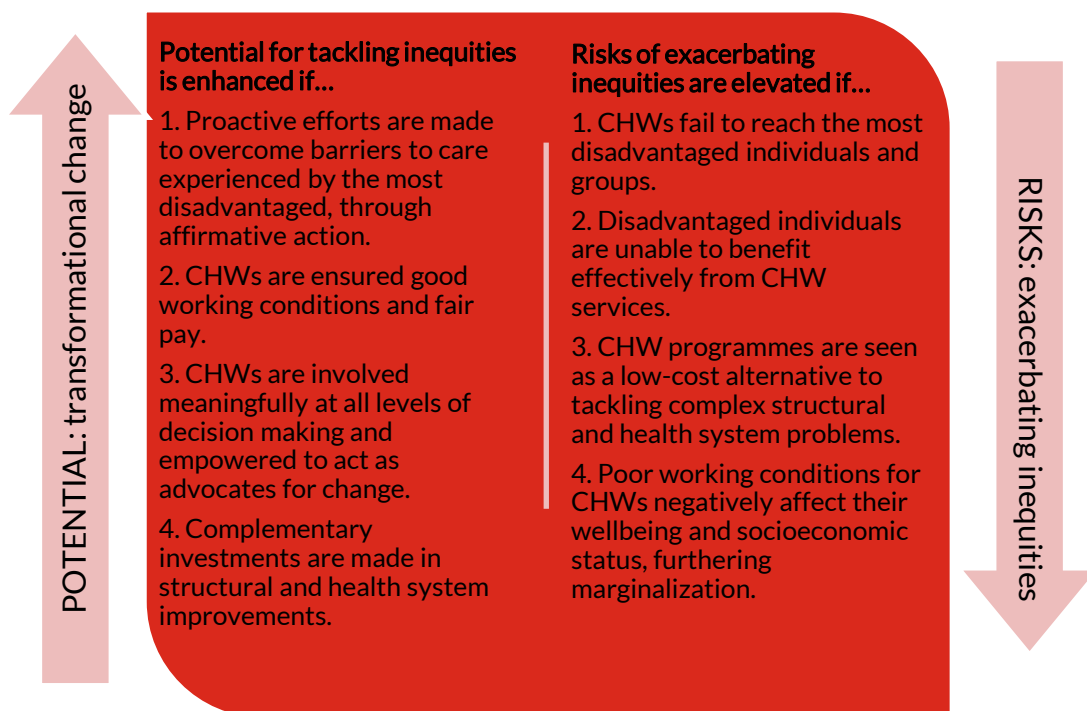 POTENTIAL: transformational change
Potential for tackling inequities
is enhanced if...
1. Proactive efforts are made
to overcome barriers to care
experienced by the most
disadvantaged, through
affirmative action.
2. CHWs are ensured good
working conditions and fair
pay.
3. CHWs are involved
meaningfully at all levels of
decision making and
empowered to act as
advocates for change.
4. Complementary
investments are made in
structural and health system
improvements.
Risks of exacerbating
inequities are elevated if...
1. CHWs fail to reach the most
disadvantaged individuals and
groups.
2. Disadvantaged individuals
are unable to benefit
effectively from CHW
services.
3. CHW programmes are seen
as a low-cost alternative to
tackling complex structural
and health system problems.
4. Poor working conditions for
CHWs negatively affect their
wellbeing and socioeconomic
status, furthering
marginalization.
RISKS: exacerbating inequities